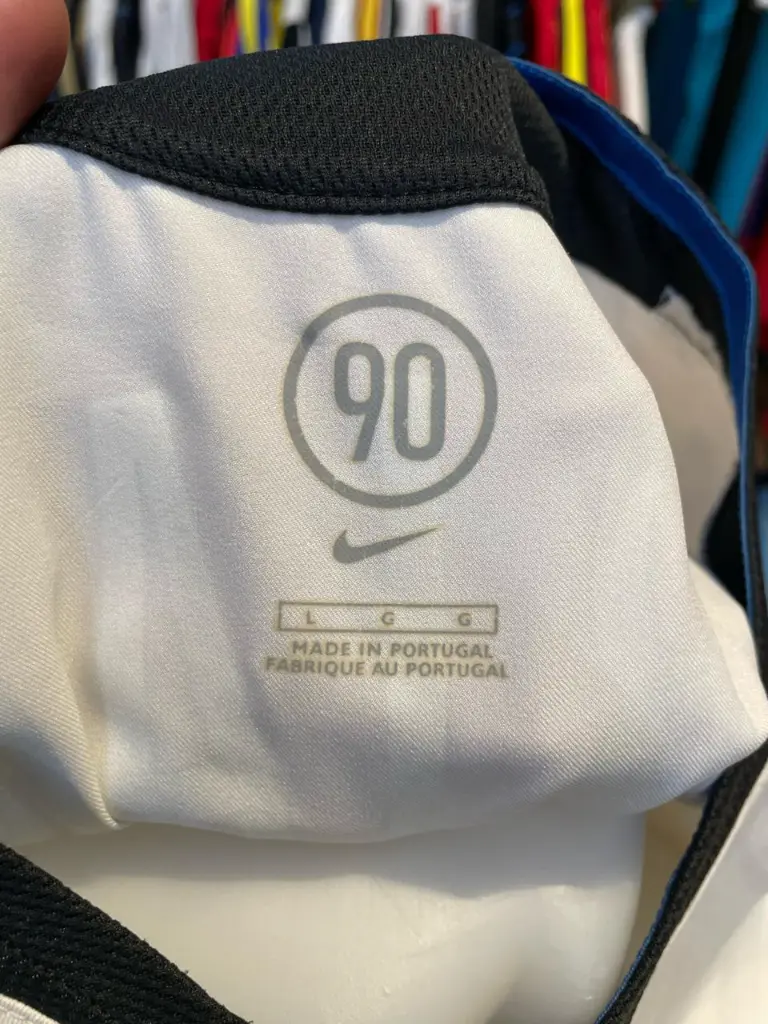 90
L G G
MADE IN PORTUGAL
FABRIQUE AU PORTUGAL